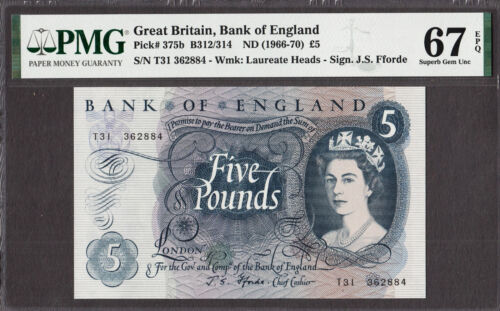 PMG
PAPER MONEY GUARANTY
Great Britain, Bank of England
Pick# 375b B312/314 ND (1966-70) £5
S/N T31 362884 - Wmk: Laureate Heads - Sign. J.S. Fforde
67 EPQ
Superb Gem Unc
BANK OF ENGLAND
T31 362884
I Promise to pay the Bearer on Demand the Sum of
5
Five
Pounds
LONDON
5
For the Govr and Compa of the Bank of England
T31 362884
J. S. Fforde Chief Cashier